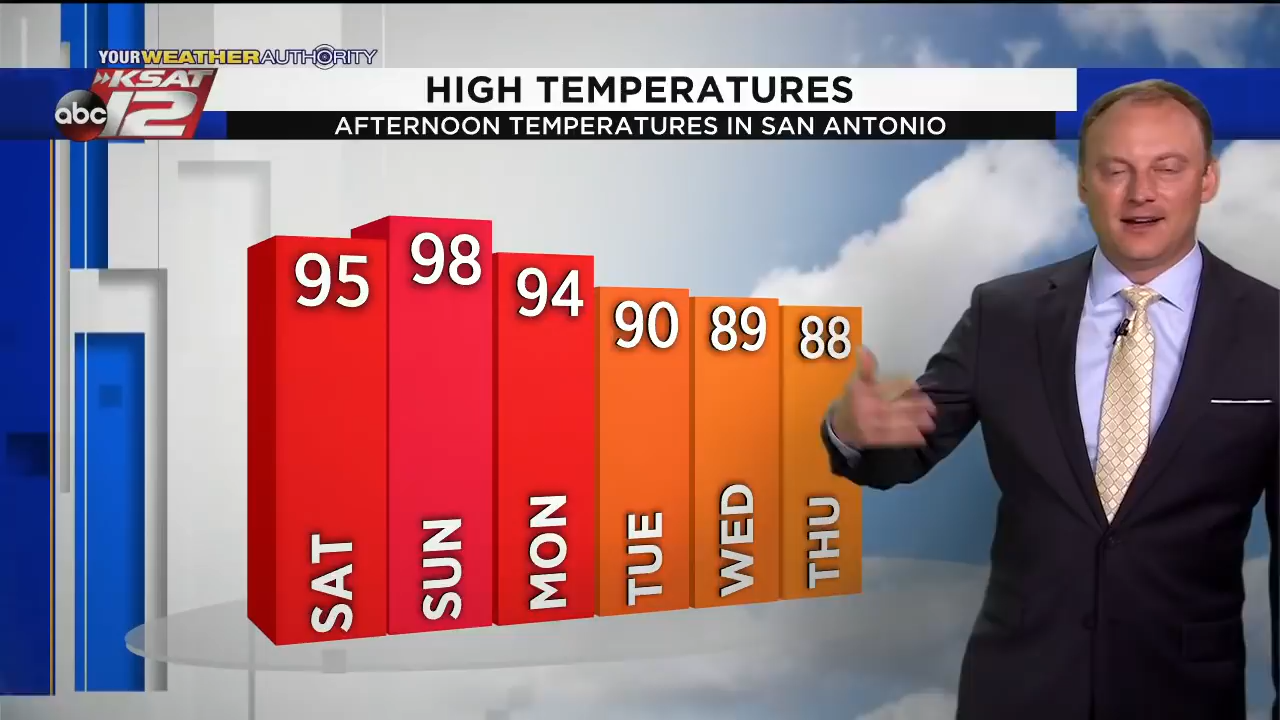 YOURWEATHERAUTHORITY
KSAT
abc 12
HIGH TEMPERATURES
AFTERNOON TEMPERATURES IN SAN ANTONIO
95 98 94 90 89 88
SAT SUN MON TUE WED THU